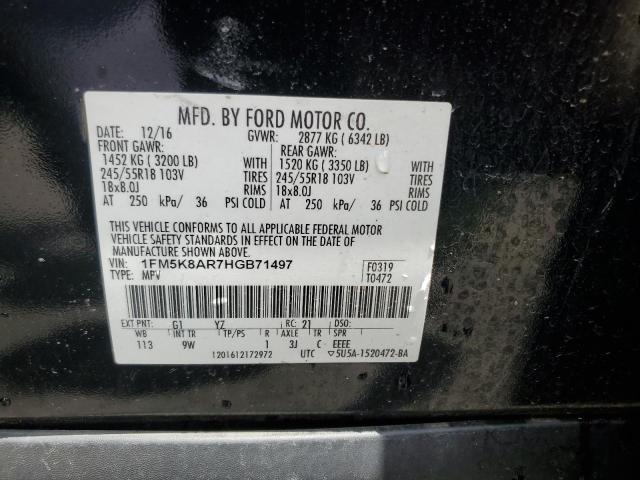 MFD. BY FORD MOTOR CO.
DATE: 12/16 GVWR: 2877 KG ( 6342 LB)
FRONT GAWR: REAR GAWR:
1452 KG ( 3200 LB) WITH 1520 KG ( 3350 LB) WITH
245/55R18 103V TIRES 245/55R18 103V TIRES
18x8.0J RIMS 18x8.0J RIMS
AT 250 kPa/ 36 PSI COLD AT 250 kPa/ 36 PSI COLD
THIS VEHICLE CONFORMS TO ALL APPLICABLE FEDERAL MOTOR
VEHICLE SAFETY STANDARDS IN EFFECT ON THE DATE OF
MANUFACTURE SHOWN ABOVE.
VIN: 1FM5K8AR7HGB71497 F0319
TYPE: MPV T0472
EXT PNT: G1 Y7 RC: 21 DSO:
WB INT TR TP/PS R AXLE TR SPR
113 9W 1 3J C EEEE
1201612172972 UTC ▽5U5A-1520472-BA